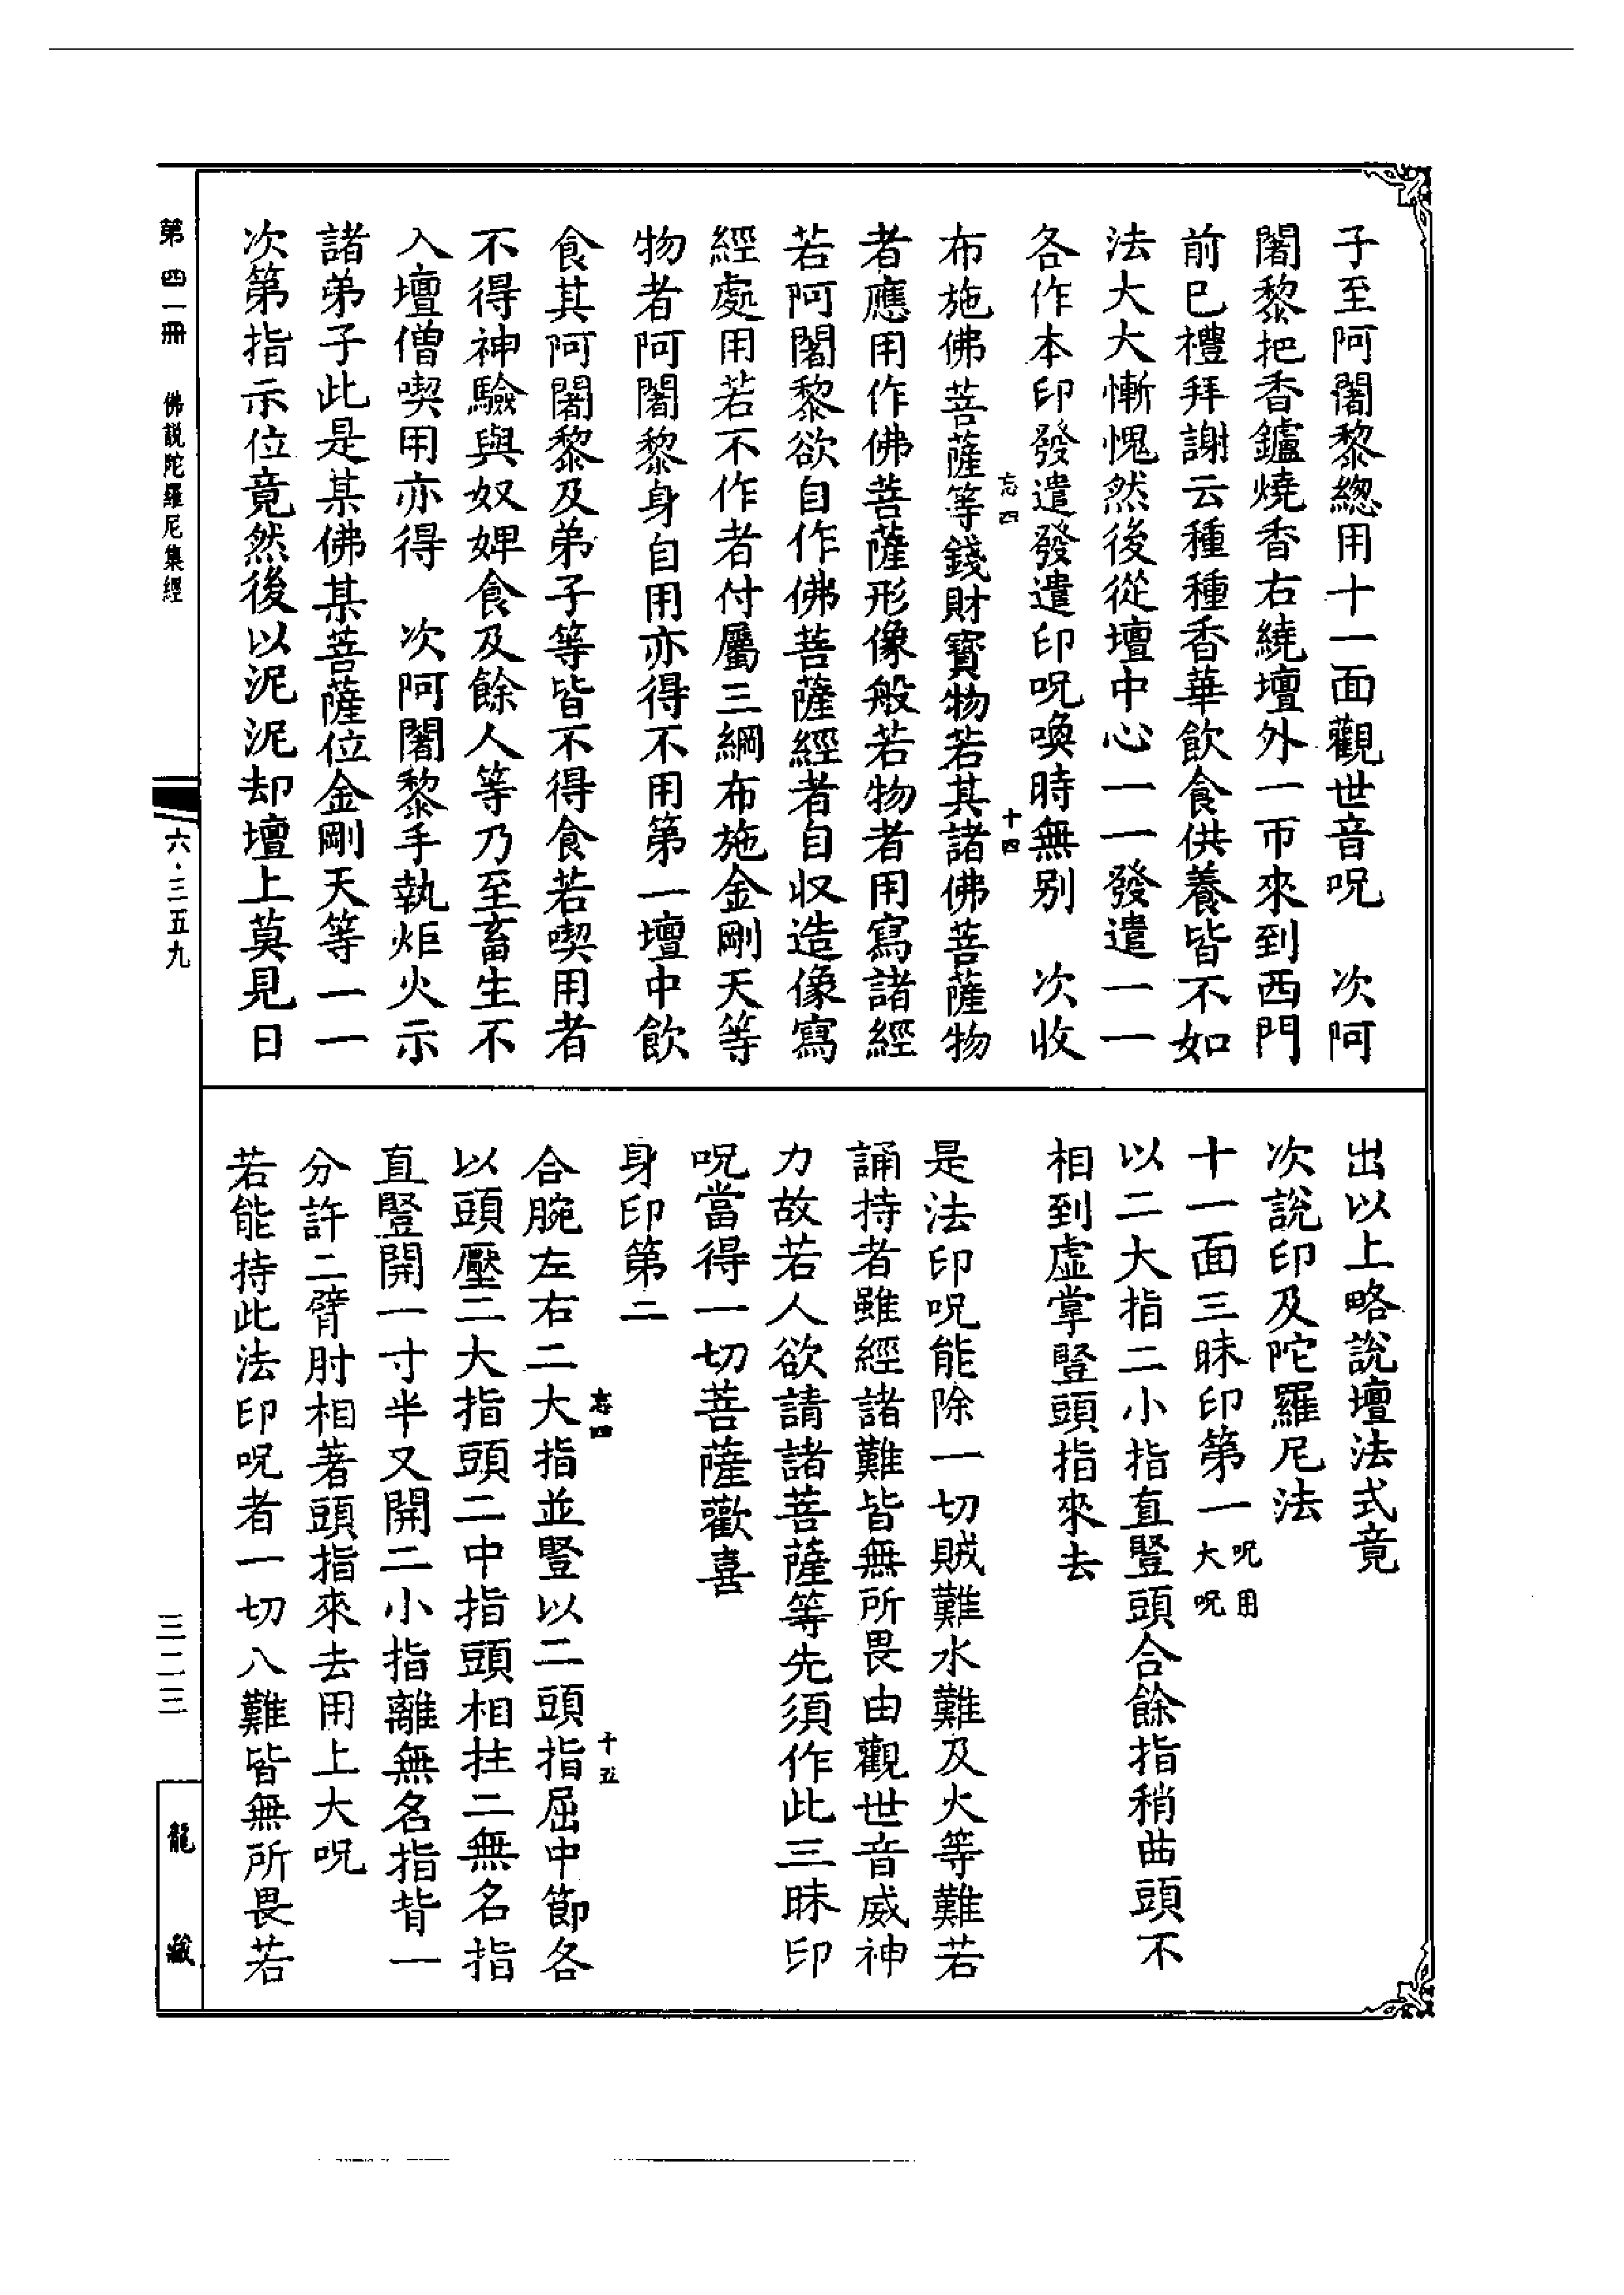 子至阿闍黎總用十一面觀世音呪　次阿
闍黎把香鑪燒香右繞壇外一帀來到西門
前已禮拜謝云種種香華飲食供養皆不如
法大大慚愧然後從壇中心一一發遣一一
各作本印發遣發遣印呪喚時無别　次收
布施佛菩薩等錢財寳物若其諸佛菩薩物
忘四
十四
者應用作佛菩薩形像般若物者用寫諸經
若阿闍黎欲自作佛菩薩經者自収造像寫
經處用若不作者付屬三綱布施金剛天等
物者阿闍黎身自用亦得不用第一壇中飲
食其阿闍黎及弟子等皆不得食若喫用者
不得神驗與奴婢食及餘人等乃至畜生不
入壇僧喫用亦得　次阿闍黎手執炬火示
諸弟子此是某佛某菩薩位金剛天等一一
次第指示位竟然後以泥泥却壇上莫見日
出以上略說壇法式竟
次說印及陀羅尼法
十一面三昧印第一呪用大呪
以二大指二小指直豎頭合餘指稍曲頭不
相到虚掌豎頭指來去
是法印呪能除一切賊難水難及火等難若
誦持者雖經諸難皆無所畏由觀世音威神
力故若人欲請諸菩薩等先須作此三昧印
呪當得一切菩薩歡喜
身印第二
忘四
十五
合腕左右二大指並豎以二頭指屈中節各
以頭壓二大指頭二中指頭相拄二無名指
直豎開一寸半又開二小指離無名指背一
分許二臂肘相著頭指來去用上大呪
若能持此法印呪者一切八難皆無所畏若
第四一冊　佛說陀羅尼集經
六·三五九
三二三
龍藏